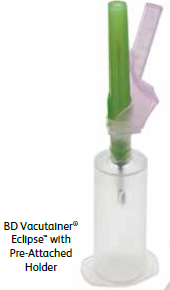 BD Vacutainer®
Eclipse™ with
Pre-Attached
Holder